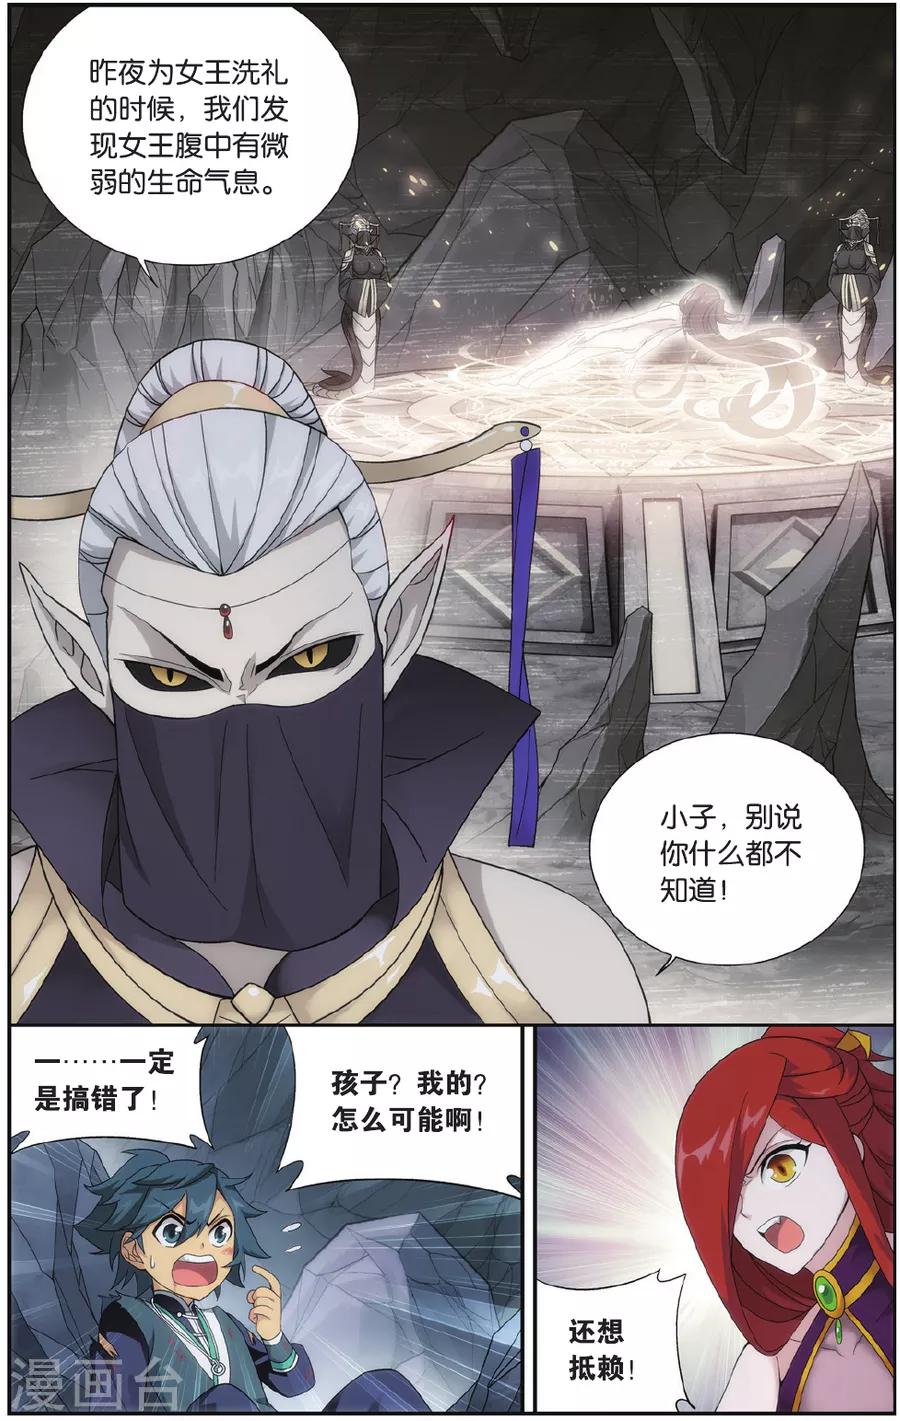 昨夜为女王洗礼
的时候，我们发
现女王腹中有微
弱的生命气息。
小子，别说
你什么都不
知道！
一……一定
是搞错了！
孩子？我的？
怎么可能啊！
还想
抵赖！
漫画台